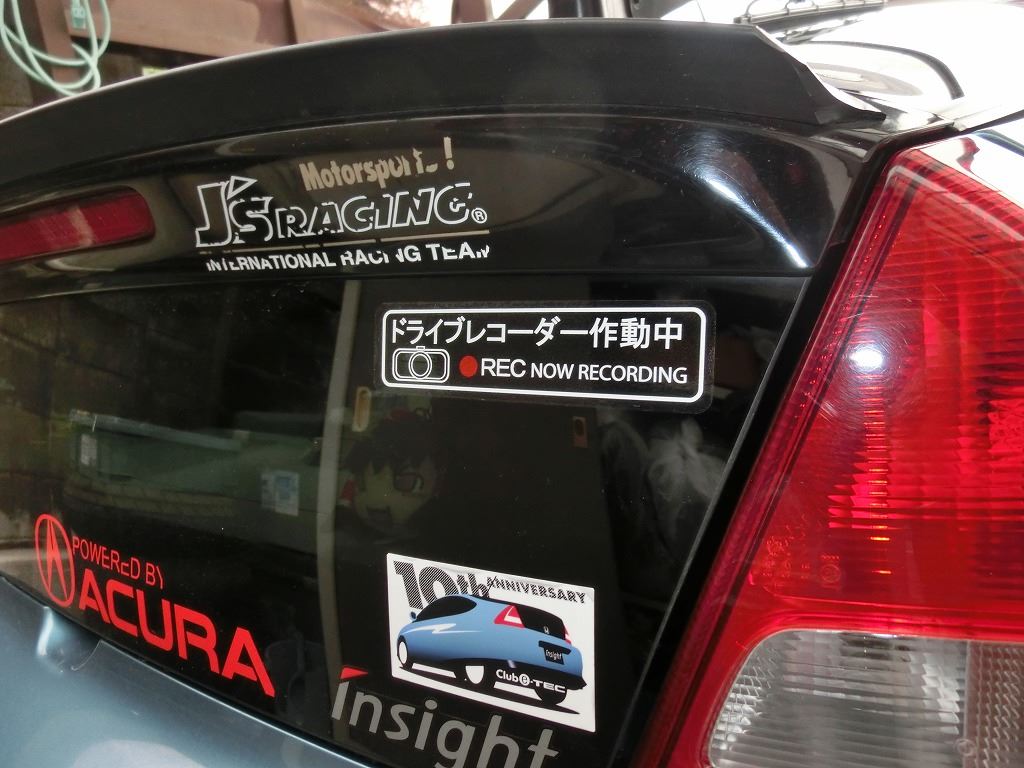 Motorsports!
J'S RACING®
INTERNATIONAL RACING TEAM
ドライブレコーダー作動中
REC NOW RECORDING
POWERED BY
ACURA
10th ANNIVERSARY
insight
Club e-TEC
insight